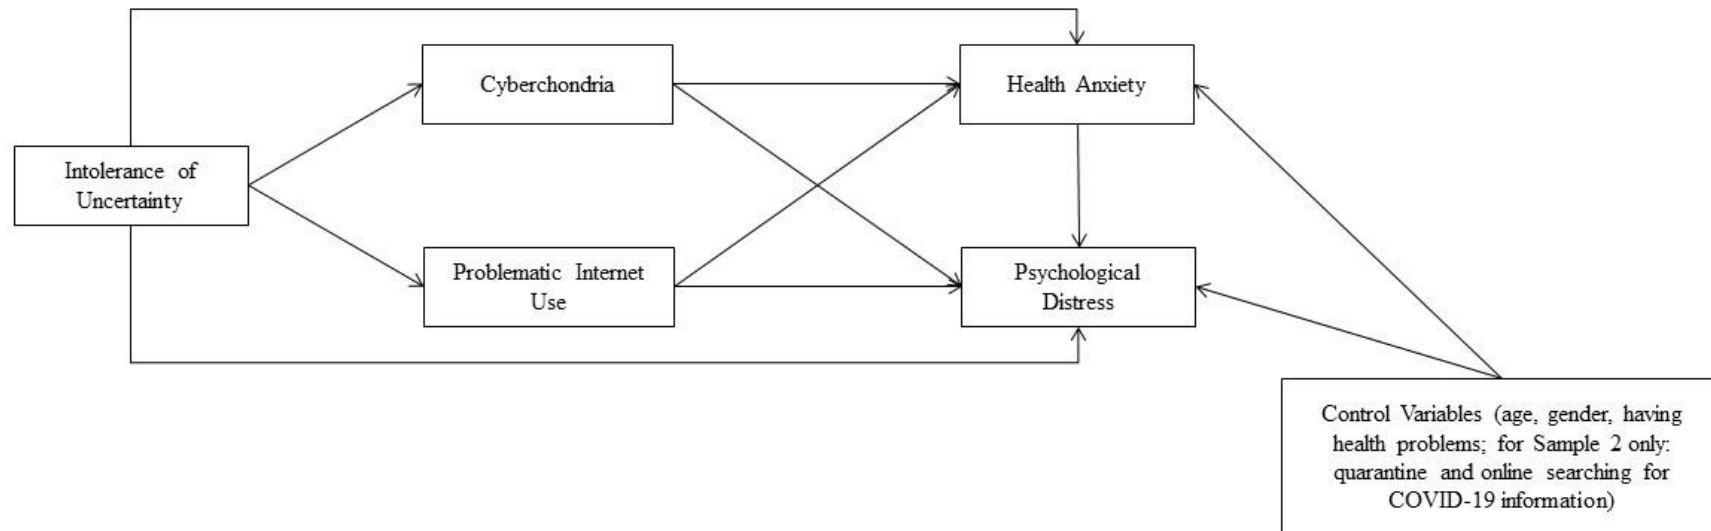 Cyberchondria
Health Anxiety
Intolerance of
Uncertainty
Problematic Internet
Use
Psychological
Distress
Control Variables (age, gender, having
health problems; for Sample 2 only:
quarantine and online searching for
COVID-19 information)